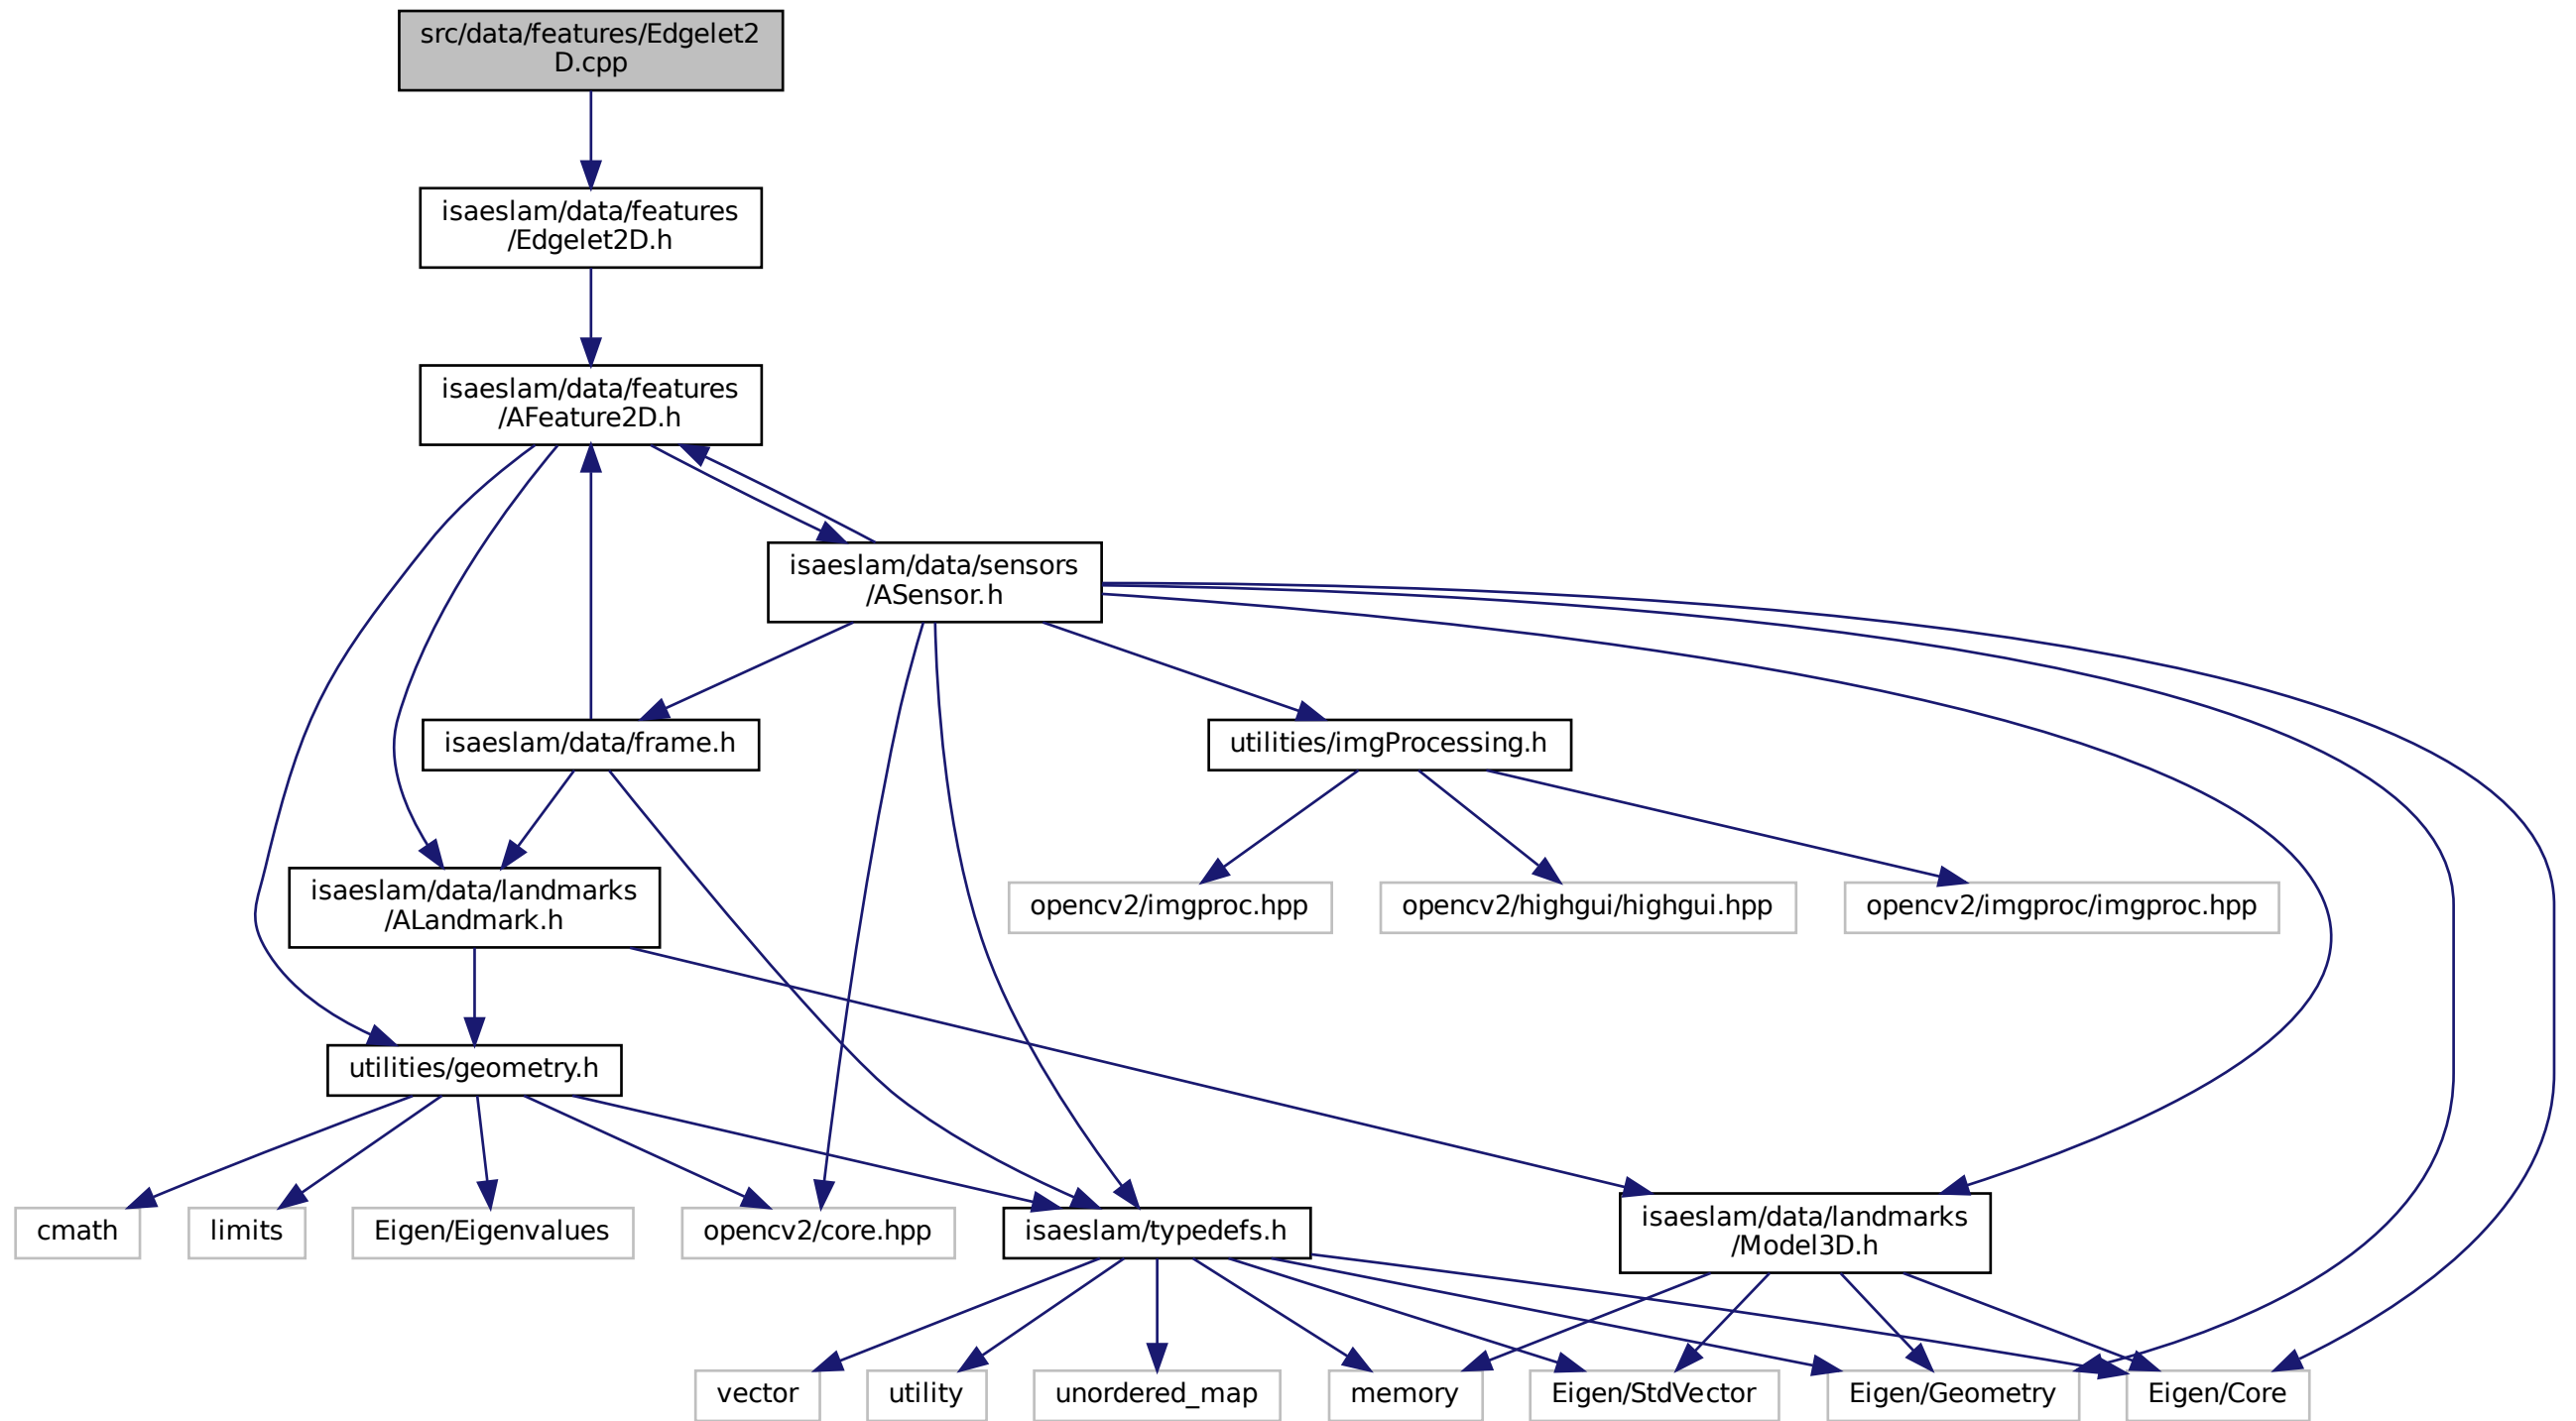 src/data/features/Edgelet2
D.cpp
isaeslam/data/features
/Edgelet2D.h
isaeslam/data/features
/AFeature2D.h
isaeslam/data/sensors
/ASensor.h
isaeslam/data/frame.h
utilities/imgProcessing.h
isaeslam/data/landmarks
/ALandmark.h
opencv2/imgproc.hpp
opencv2/highgui/highgui.hpp
opencv2/imgproc/imgproc.hpp
utilities/geometry.h
cmath
limits
Eigen/Eigenvalues
opencv2/core.hpp
isaeslam/typedefs.h
isaeslam/data/landmarks
/Model3D.h
vector
utility
unordered_map
memory
Eigen/StdVector
Eigen/Geometry
Eigen/Core